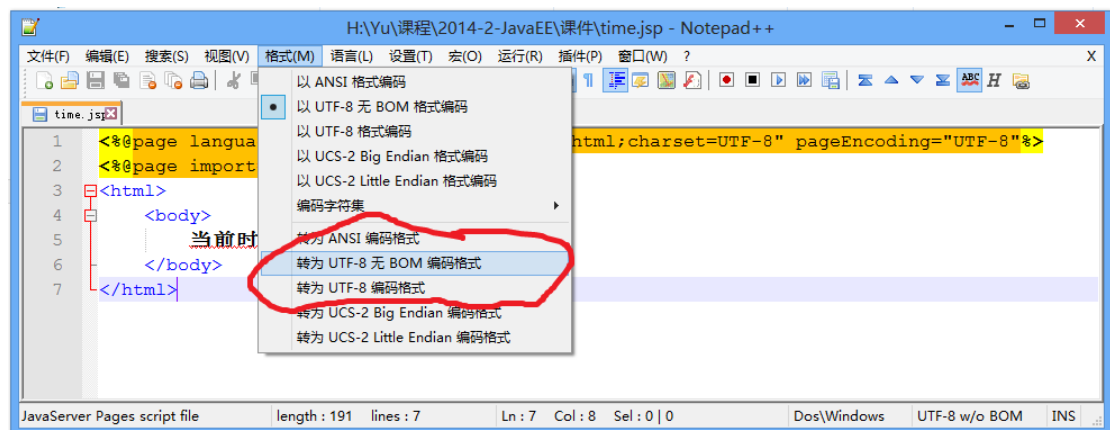 H:\Yu\课程\2014-2-JavaEE\课件\time.jsp - Notepad++
文件(F) 编辑(E) 搜索(S) 视图(V) 格式(M) 语言(L) 设置(T) 宏(O) 运行(R) 插件(P) 窗口(W) ? X
以 ANSI 格式编码
以 UTF-8 无 BOM 格式编码
以 UTF-8 格式编码
以 UCS-2 Big Endian 格式编码
以 UCS-2 Little Endian 格式编码
编码字符集
转为 ANSI 编码格式
转为 UTF-8 无 BOM 编码格式
转为 UTF-8 编码格式
转为 UCS-2 Big Endian 编码格式
转为 UCS-2 Little Endian 编码格式
time.jsp
1 <%@page langua html;charset=UTF-8" pageEncoding="UTF-8"%>
2 <%@page import
3 <html>
4 <body>
5 当前时
6 </body>
7 </html>
JavaServer Pages script file length : 191 lines : 7 Ln : 7 Col : 8 Sel : 0 | 0 Dos\Windows UTF-8 w/o BOM INS